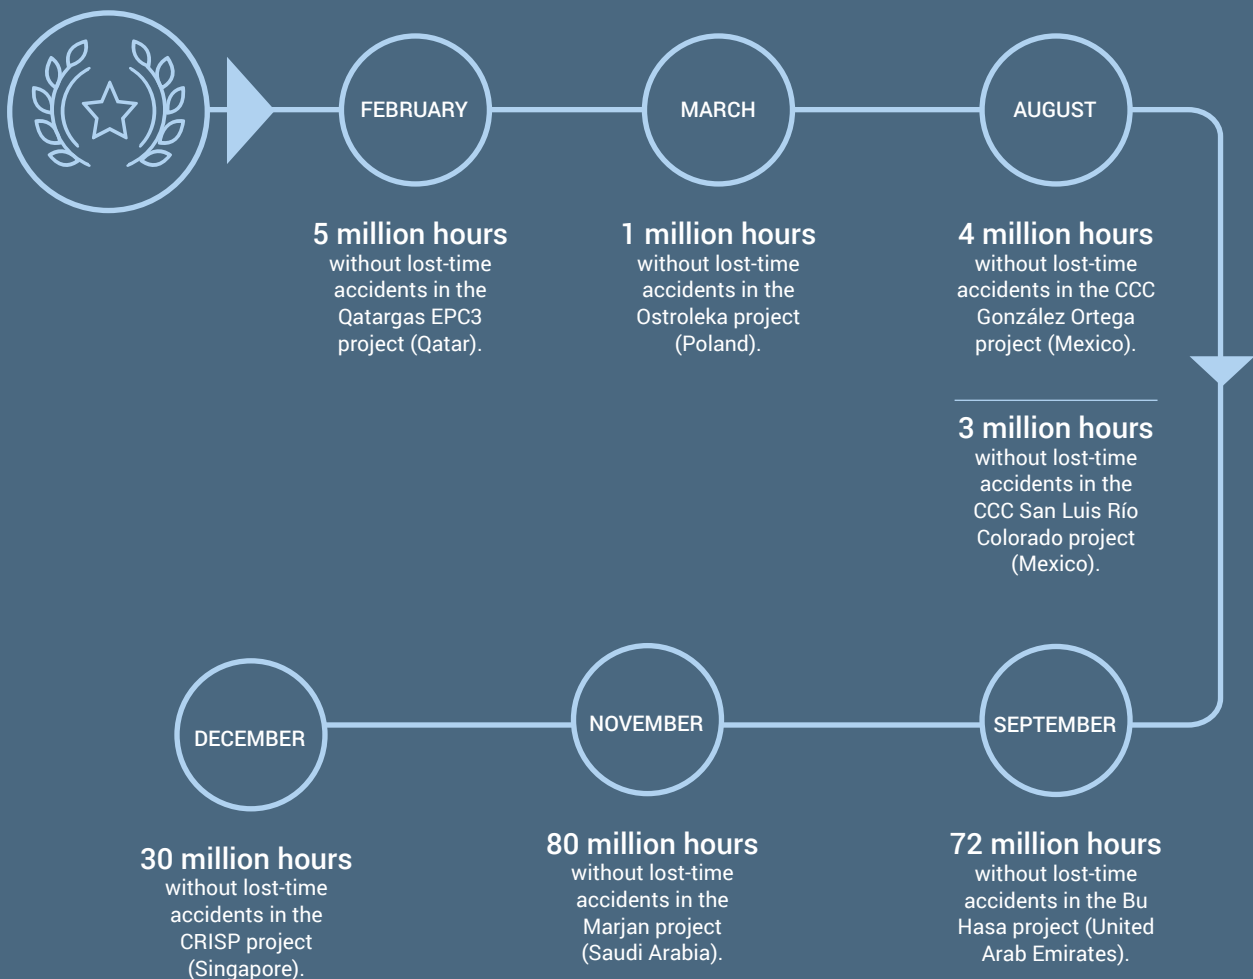 FEBRUARY
5 million hours
without lost-time
accidents in the
Qatargas EPC3
project (Qatar).
MARCH
1 million hours
without lost-time
accidents in the
Ostroleka project
(Poland).
AUGUST
4 million hours
without lost-time
accidents in the CCC
González Ortega
project (Mexico).
3 million hours
without lost-time
accidents in the
CCC San Luis Río
Colorado project
(Mexico).
SEPTEMBER
72 million hours
without lost-time
accidents in the Bu
Hasa project (United
Arab Emirates).
NOVEMBER
80 million hours
without lost-time
accidents in the
Marjan project
(Saudi Arabia).
DECEMBER
30 million hours
without lost-time
accidents in the
CRISP project
(Singapore).